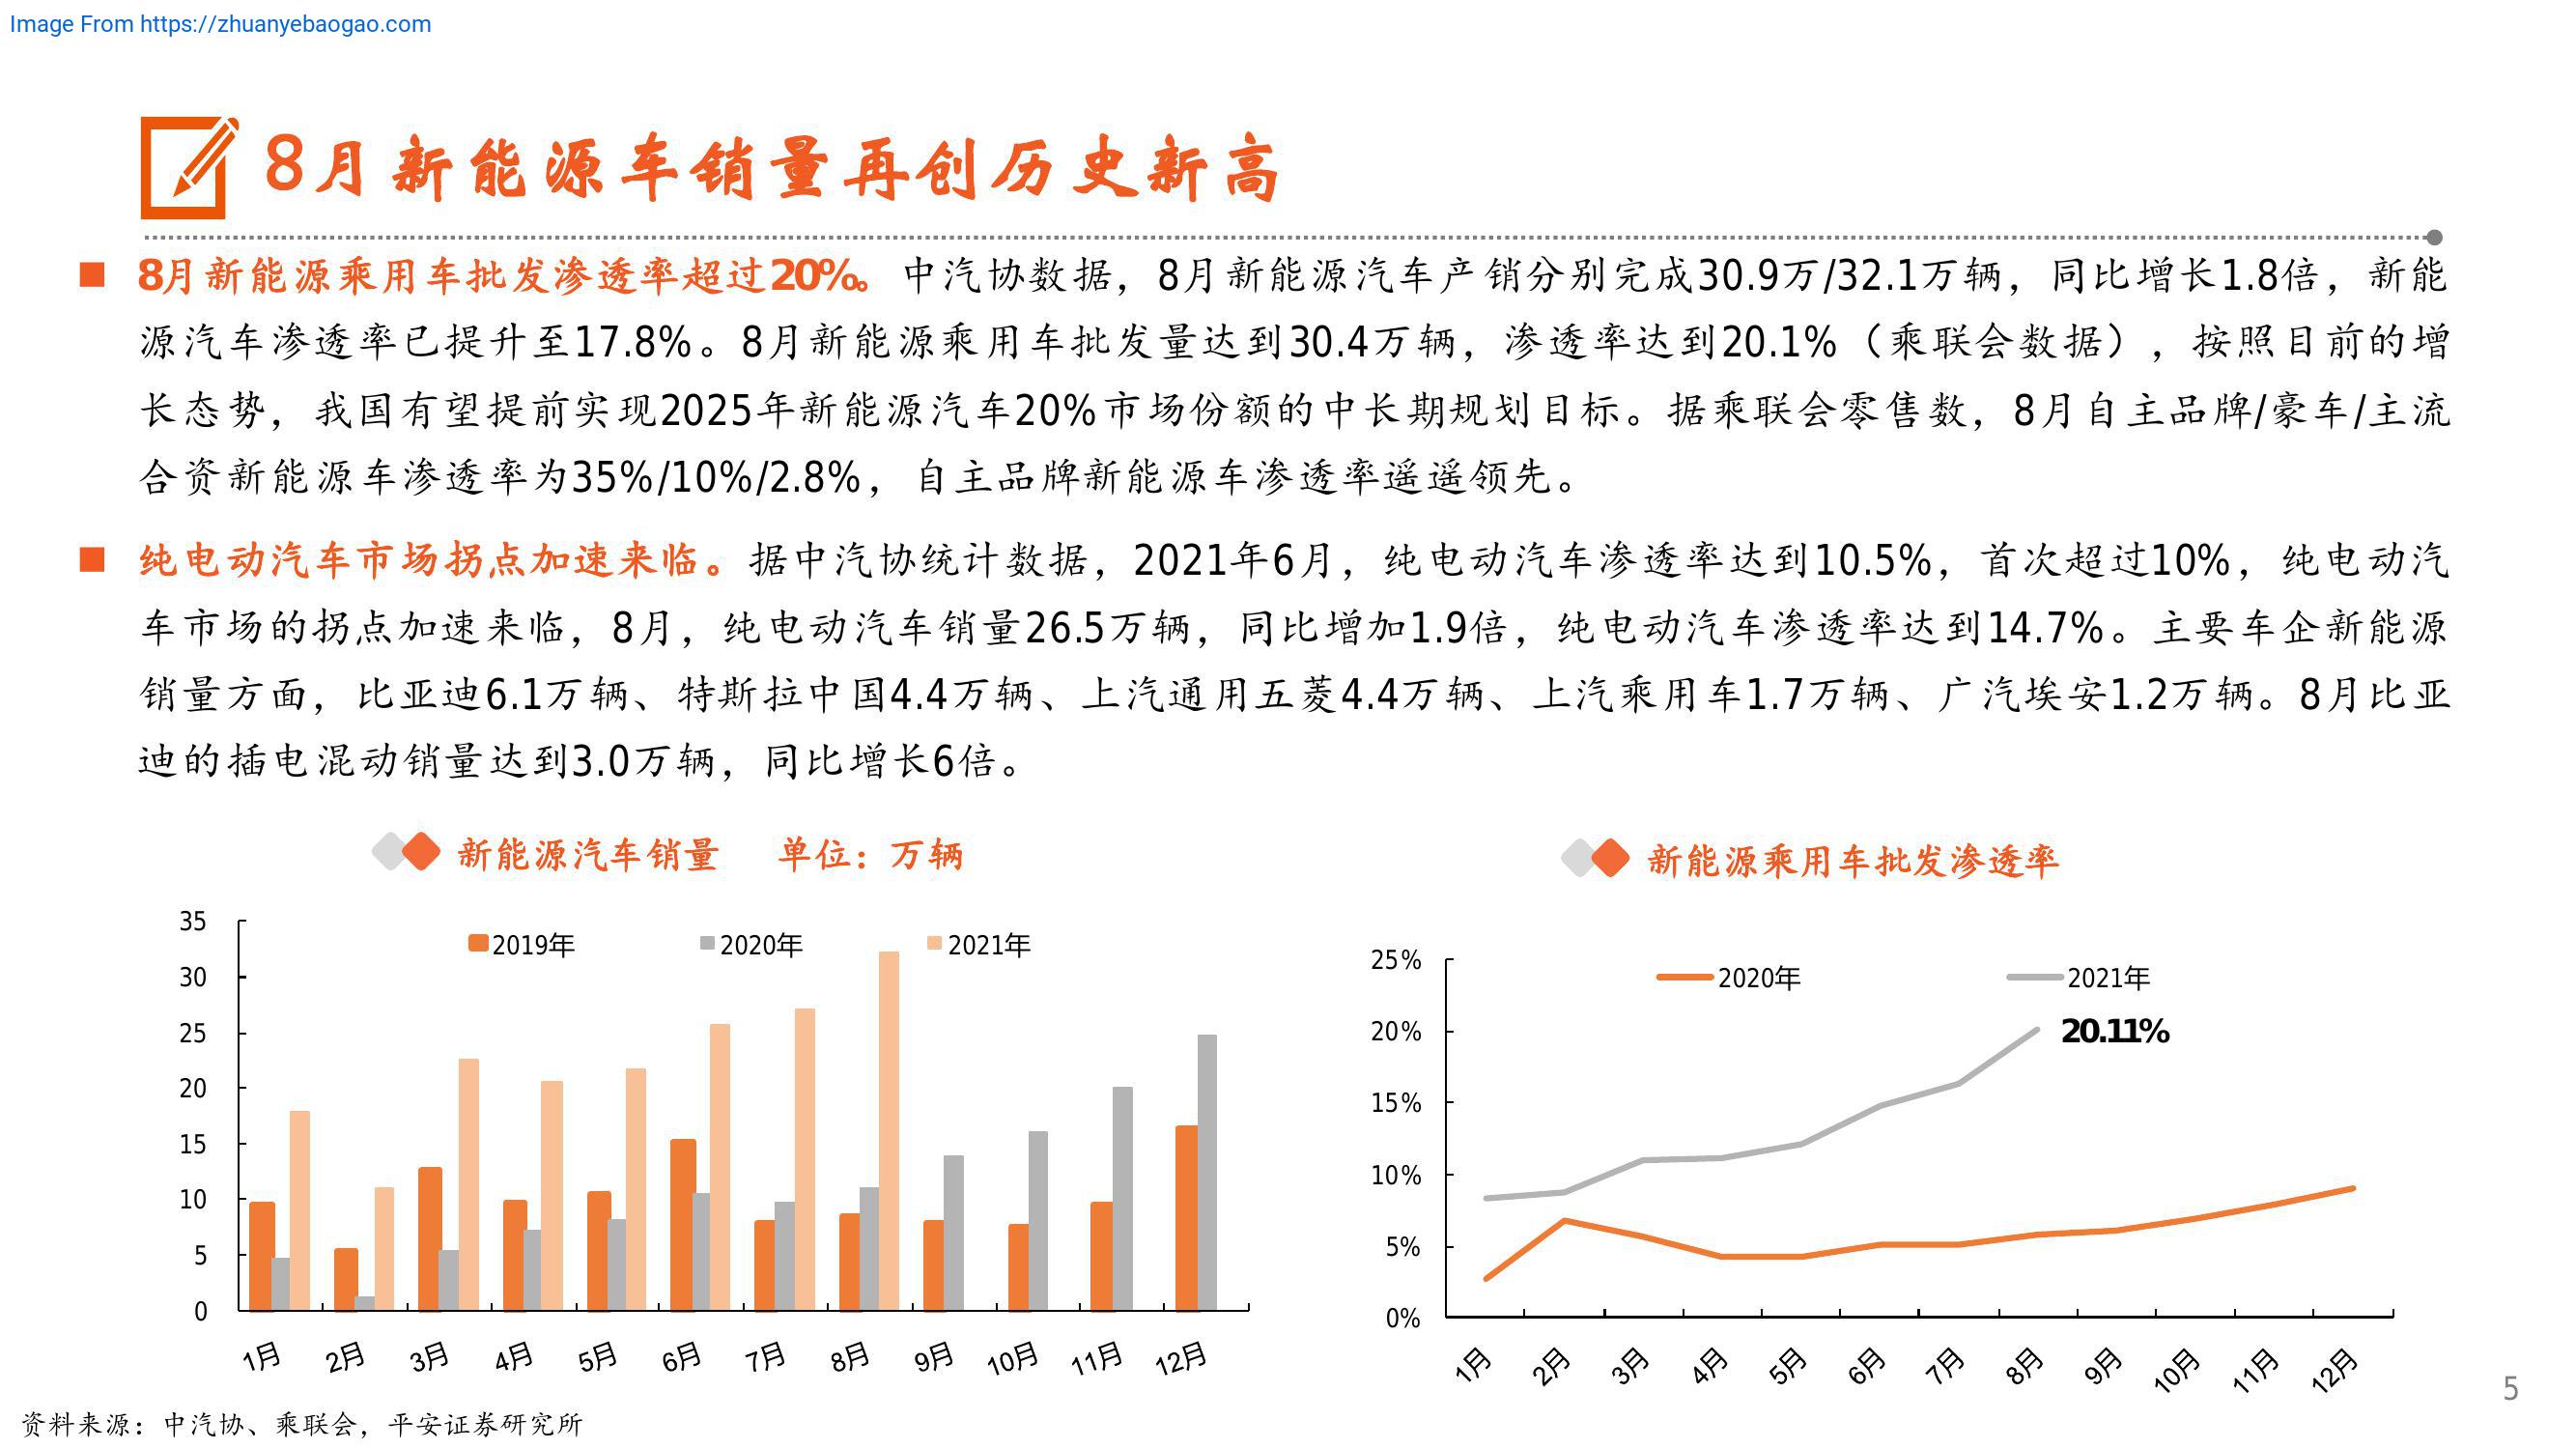 Image From https://zhuanyebaogao.com
8月新能源车销量再创历史新高
8月新能源乘用车批发渗透率超过20%。中汽协数据，8月新能源汽车产销分别完成30.9万/32.1万辆，同比增长1.8倍，新能
源汽车渗透率已提升至17.8%。8月新能源乘用车批发量达到30.4万辆，渗透率达到20.1%（乘联会数据），按照目前的增
长态势，我国有望提前实现2025年新能源汽车20%市场份额的中长期规划目标。据乘联会零售数，8月自主品牌/豪车/主流
合资新能源车渗透率为35%/10%/2.8%，自主品牌新能源车渗透率遥遥领先。
纯电动汽车市场拐点加速来临。据中汽协统计数据，2021年6月，纯电动汽车渗透率达到10.5%，首次超过10%，纯电动汽
车市场的拐点加速来临，8月，纯电动汽车销量26.5万辆，同比增加1.9倍，纯电动汽车渗透率达到14.7%。主要车企新能源
销量方面，比亚迪6.1万辆、特斯拉中国4.4万辆、上汽通用五菱4.4万辆、上汽乘用车1.7万辆、广汽埃安1.2万辆。8月比亚
迪的插电混动销量达到3.0万辆，同比增长6倍。
新能源汽车销量 单位：万辆
2019年 2020年 2021年
35
30
25
20
15
10
5
0
1月 2月 3月 4月 5月 6月 7月 8月 9月 10月 11月 12月
新能源乘用车批发渗透率
2020年 2021年
20.11%
25%
20%
15%
10%
5%
0%
1月 2月 3月 4月 5月 6月 7月 8月 9月 10月 11月 12月
资料来源：中汽协、乘联会，平安证券研究所
5